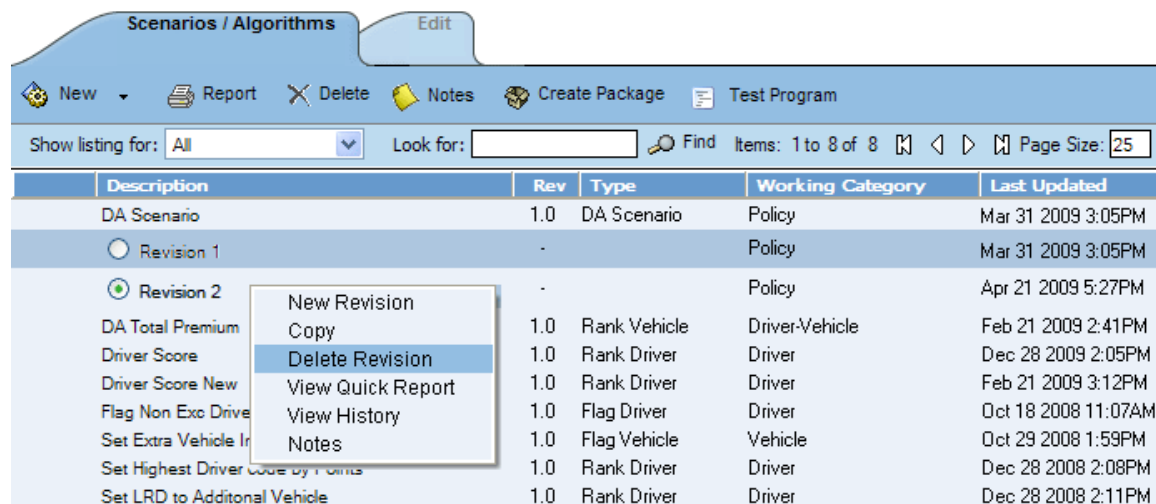 Scenarios / Algorithms Edit
New Report Delete Notes Create Package Test Program
Show listing for: All Look for: Find Items: 1 to 8 of 8 Page Size: 25
Description Rev Type Working Category Last Updated
DA Scenario 1.0 DA Scenario Policy Mar 31 2009 3:05PM
Revision 1 - Policy Mar 31 2009 3:05PM
Revision 2 - Policy Apr 21 2009 5:27PM
New Revision
Copy
Delete Revision
View Quick Report
View History
Notes
DA Total Premium 1.0 Rank Vehicle Driver-Vehicle Feb 21 2009 2:41PM
Driver Score 1.0 Rank Driver Driver Dec 28 2009 2:05PM
Driver Score New 1.0 Rank Driver Driver Feb 21 2009 3:12PM
Flag Non Exc Drive 1.0 Flag Driver Driver Oct 18 2008 11:07AM
Set Extra Vehicle 1.0 Flag Vehicle Vehicle Oct 29 2008 1:59PM
Set Highest Driver Code by Points 1.0 Rank Driver Driver Dec 28 2008 2:08PM
Set LRD to Additonal Vehicle 1.0 Rank Driver Driver Dec 28 2008 2:11PM